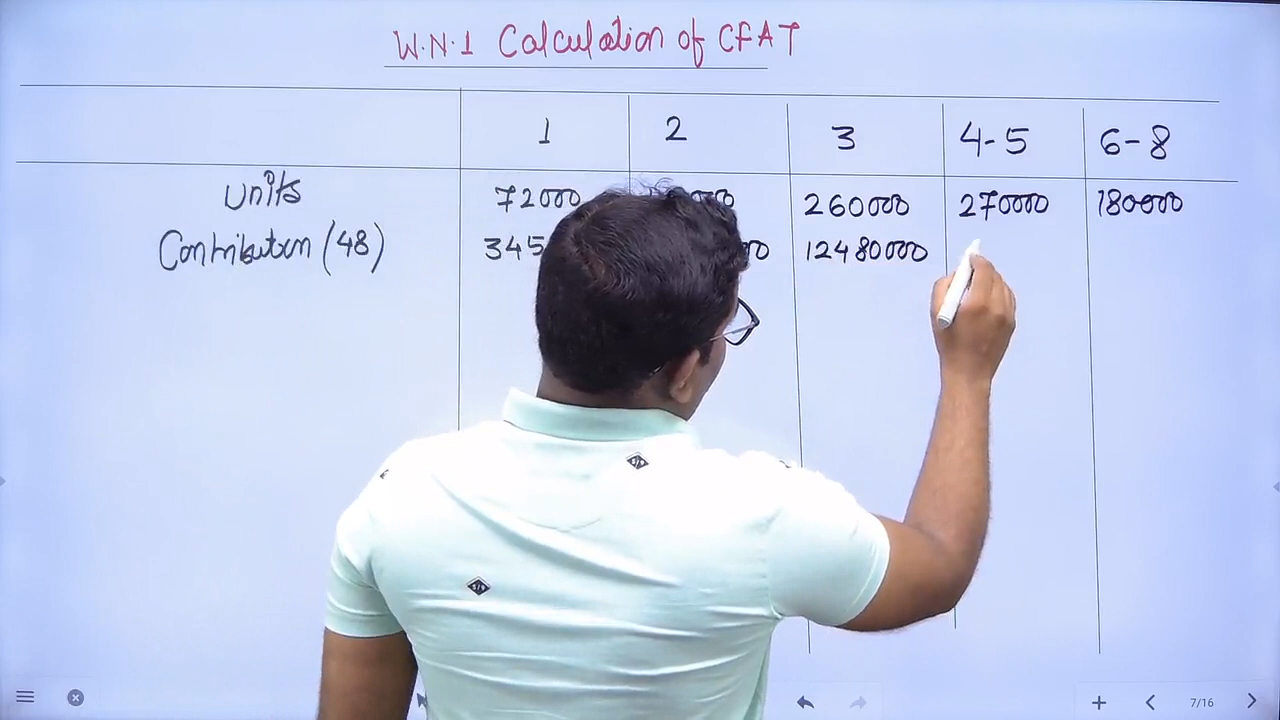 W.N.1 Calculation of CFAT
1 2 3 4-5 6-8
Units 72000 260000 270000 180000
Contribution (48) 12480000
7/16